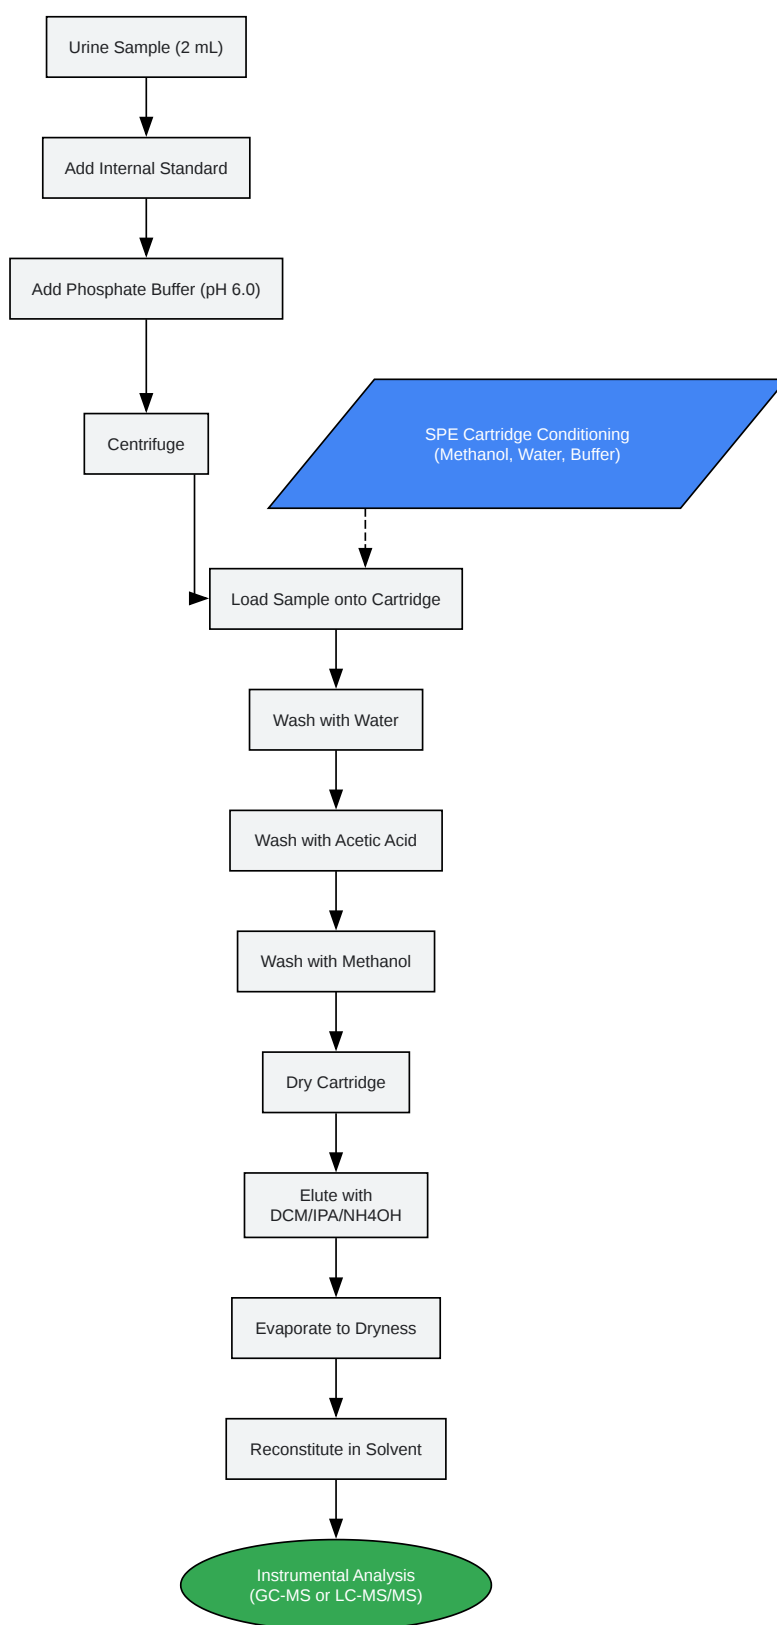 Urine Sample (2 mL)
Add Internal Standard
Add Phosphate Buffer (pH 6.0)
Centrifuge
SPE Cartridge Conditioning
(Methanol, Water, Buffer)
Load Sample onto Cartridge
Wash with Water
Wash with Acetic Acid
Wash with Methanol
Dry Cartridge
Elute with
DCM/IPA/NH4OH
Evaporate to Dryness
Reconstitute in Solvent
Instrumental Analysis
(GC-MS or LC-MS/MS)